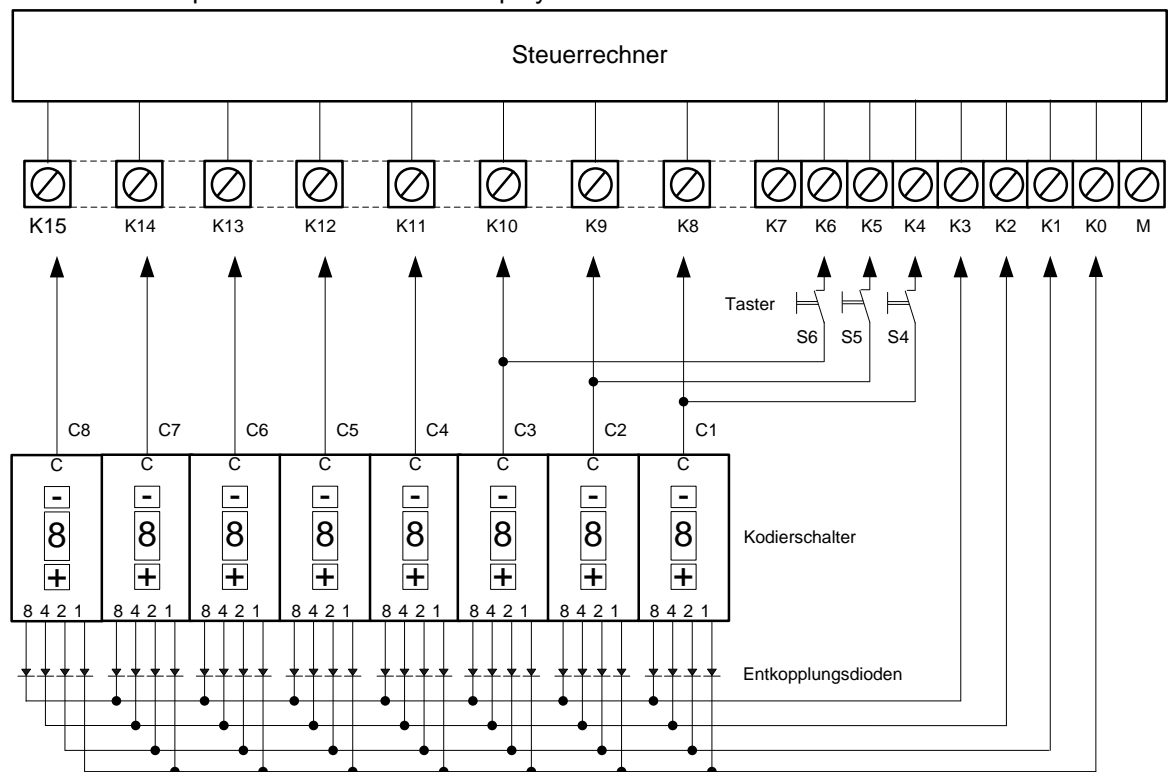 Steuerrechner
K15 K14 K13 K12 K11 K10 K9 K8 K7 K6 K5 K4 K3 K2 K1 K0 M
Taster
S6 S5 S4
C8 C7 C6 C5 C4 C3 C2 C1
C C C C C C C C
- - - - - - - -
8 8 8 8 8 8 8 8
Kodierschalter
+ + + + + + + +
8 4 2 1 8 4 2 1 8 4 2 1 8 4 2 1 8 4 2 1 8 4 2 1 8 4 2 1 8 4 2 1
Entkopplungsdioden